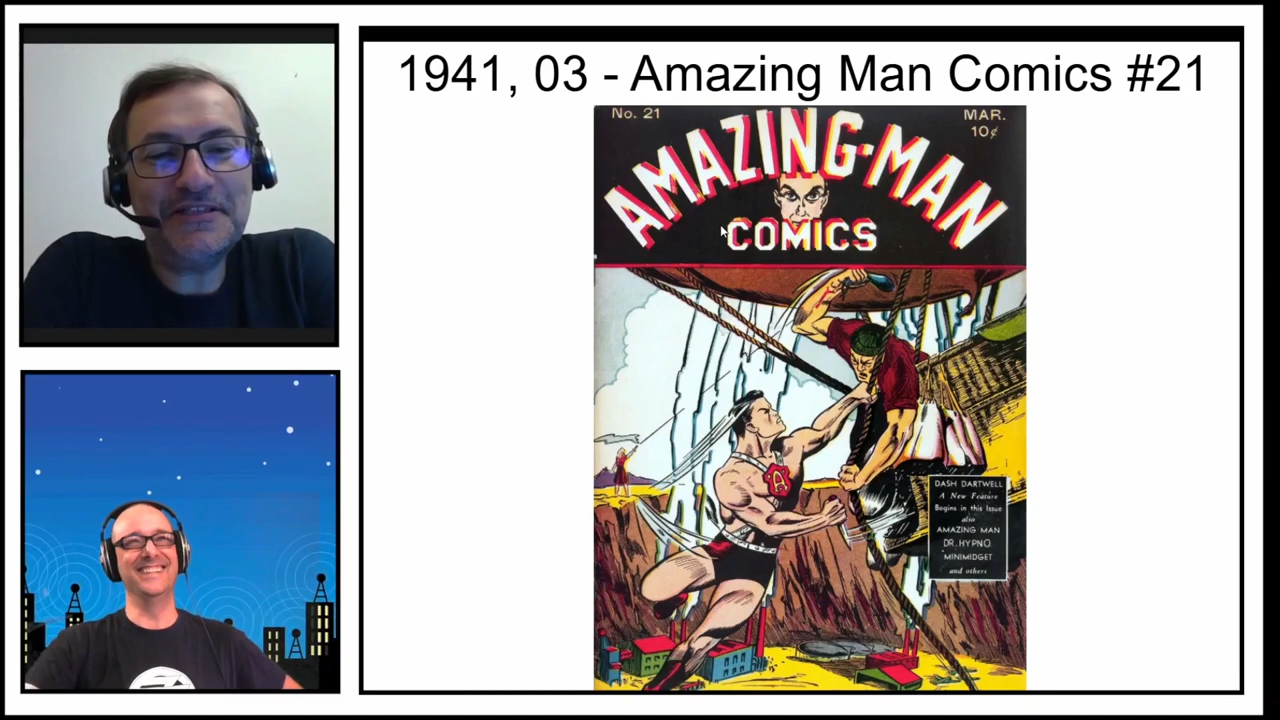 1941, 03 - Amazing Man Comics #21
No. 21
MAR.
10¢
AMAZING-MAN
COMICS
A
DASH DARTWELL
A New Feature
Begins in this Issue
also
AMAZING MAN
DR. HYPNO
MINIMIDGET
and others